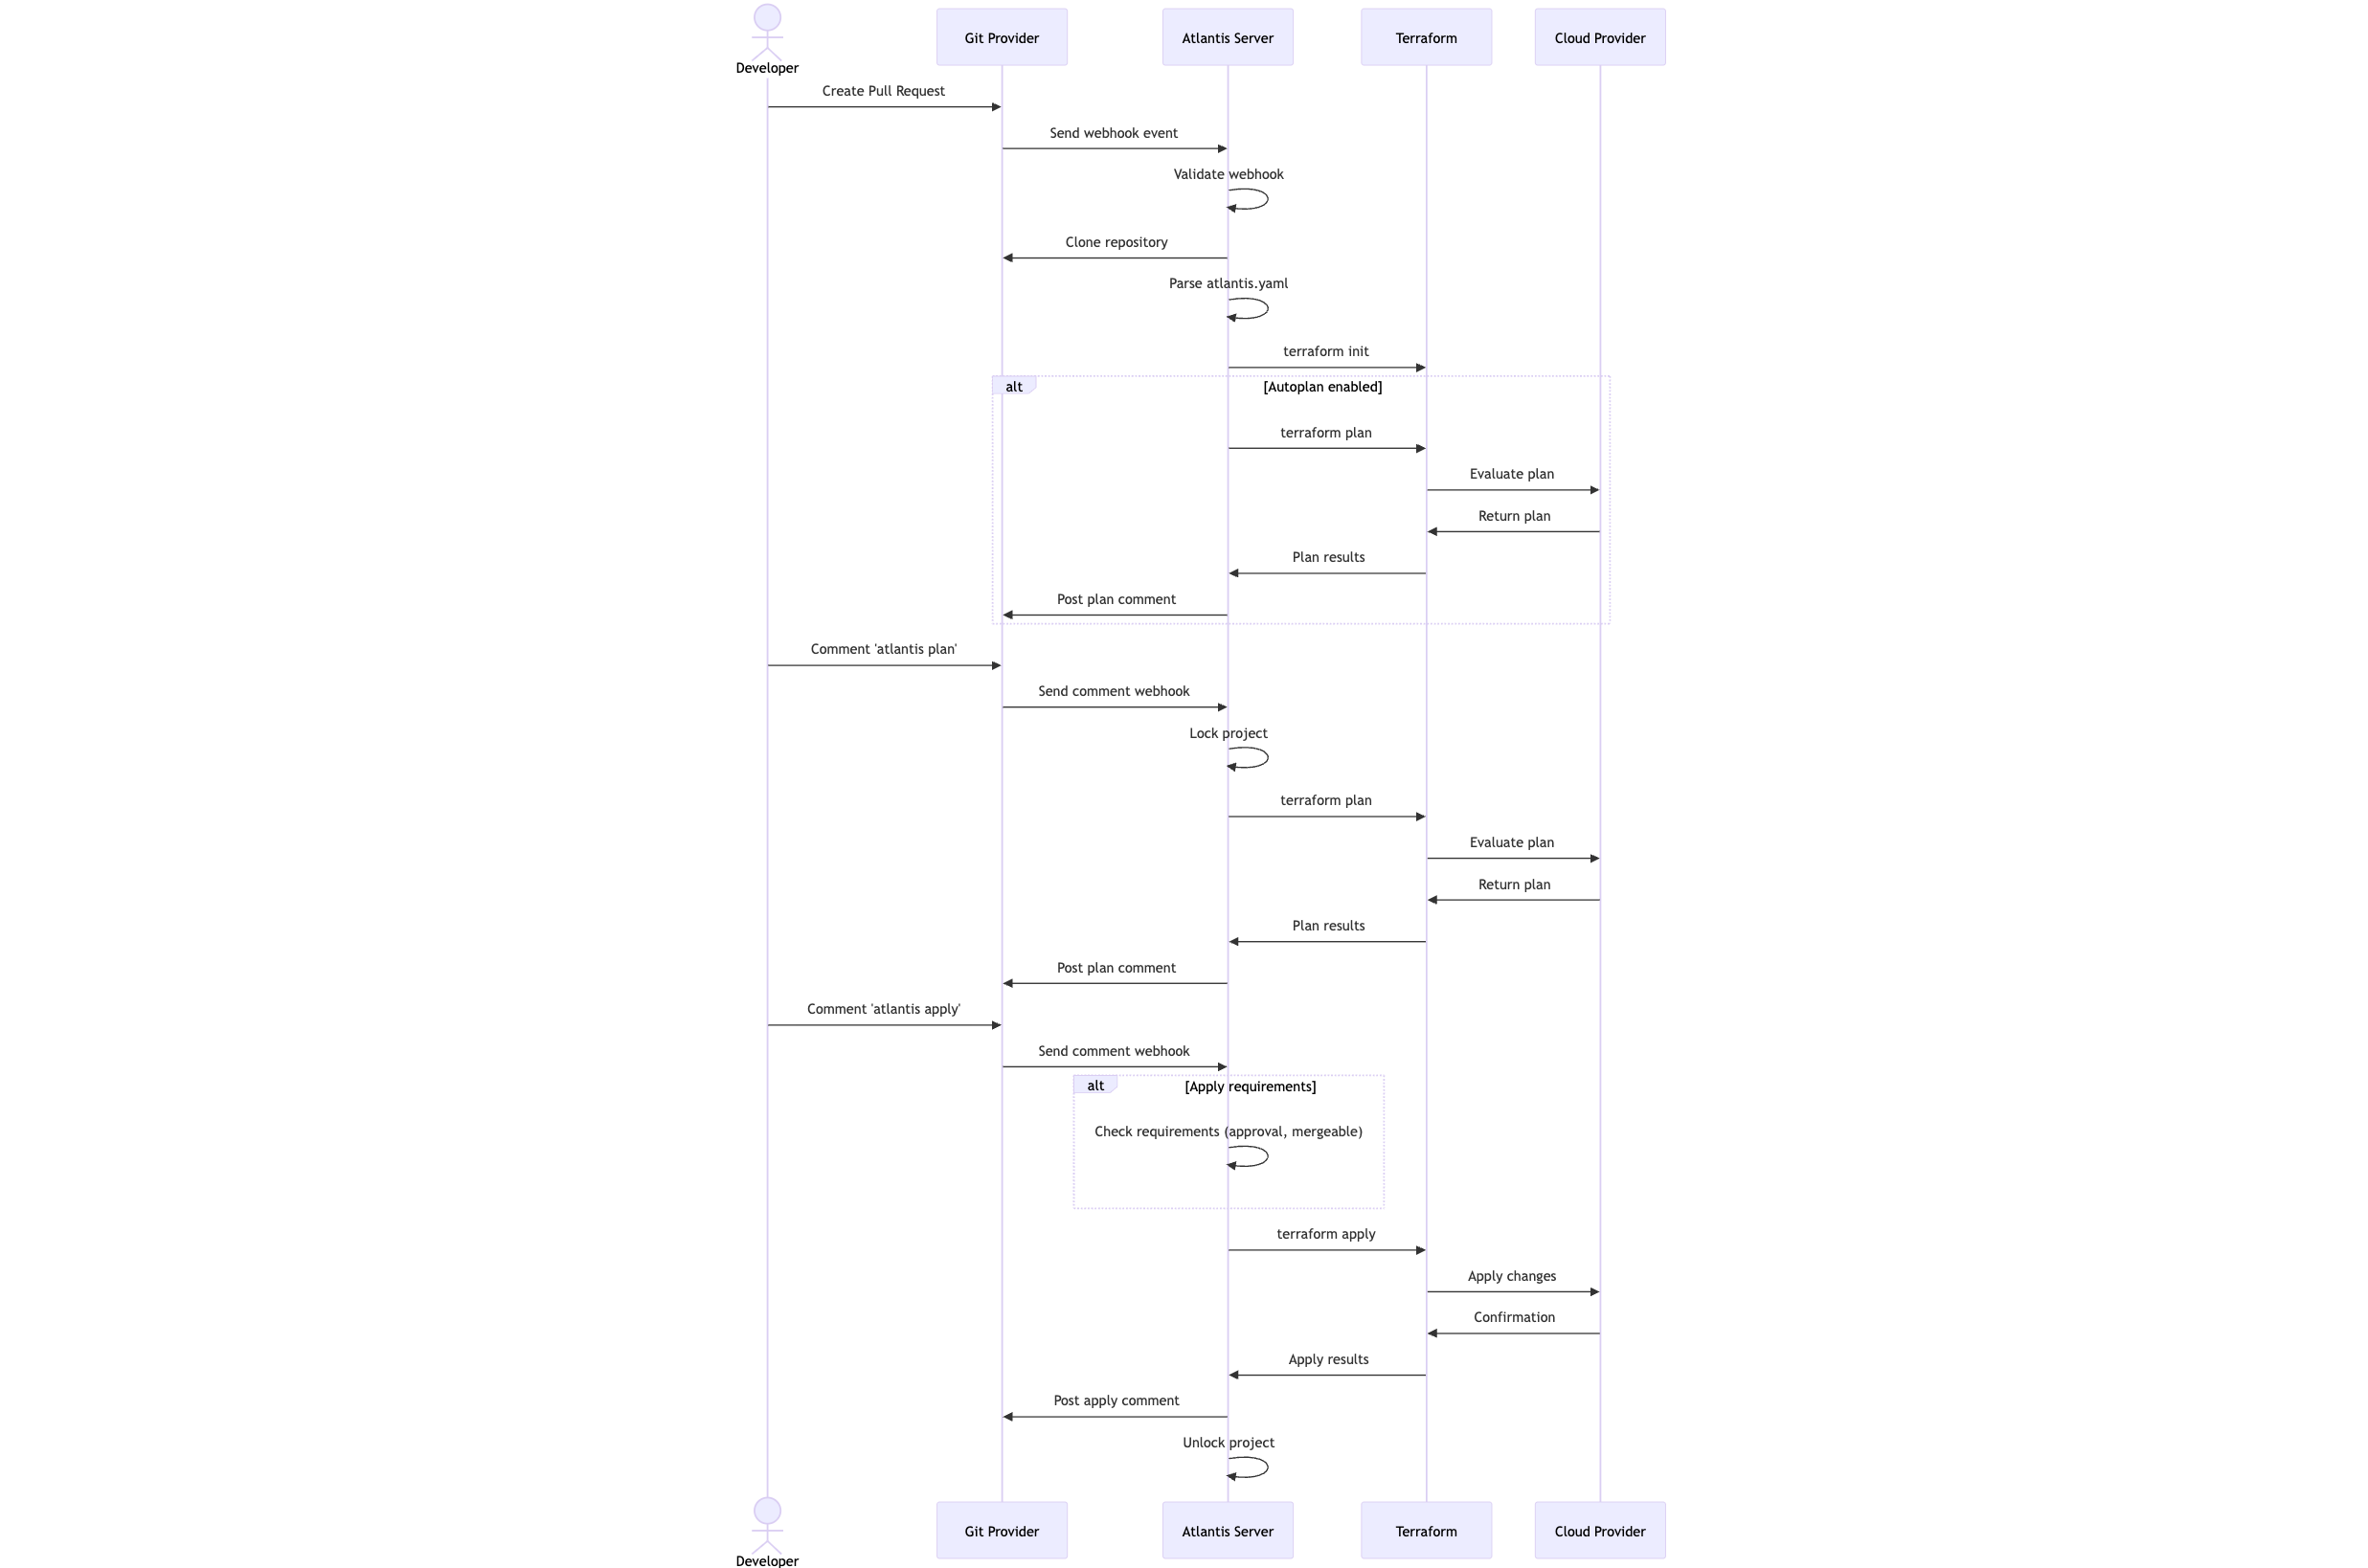 Developer
Git Provider
Atlantis Server
Terraform
Cloud Provider
Create Pull Request
Send webhook event
Validate webhook
Clone repository
Parse atlantis.yaml
terraform init
alt
[Autoplan enabled]
terraform plan
Evaluate plan
Return plan
Plan results
Post plan comment
Comment 'atlantis plan'
Send comment webhook
Lock project
terraform plan
Evaluate plan
Return plan
Plan results
Post plan comment
Comment 'atlantis apply'
Send comment webhook
alt
[Apply requirements]
Check requirements (approval, mergeable)
terraform apply
Apply changes
Confirmation
Apply results
Post apply comment
Unlock project
Developer
Git Provider
Atlantis Server
Terraform
Cloud Provider